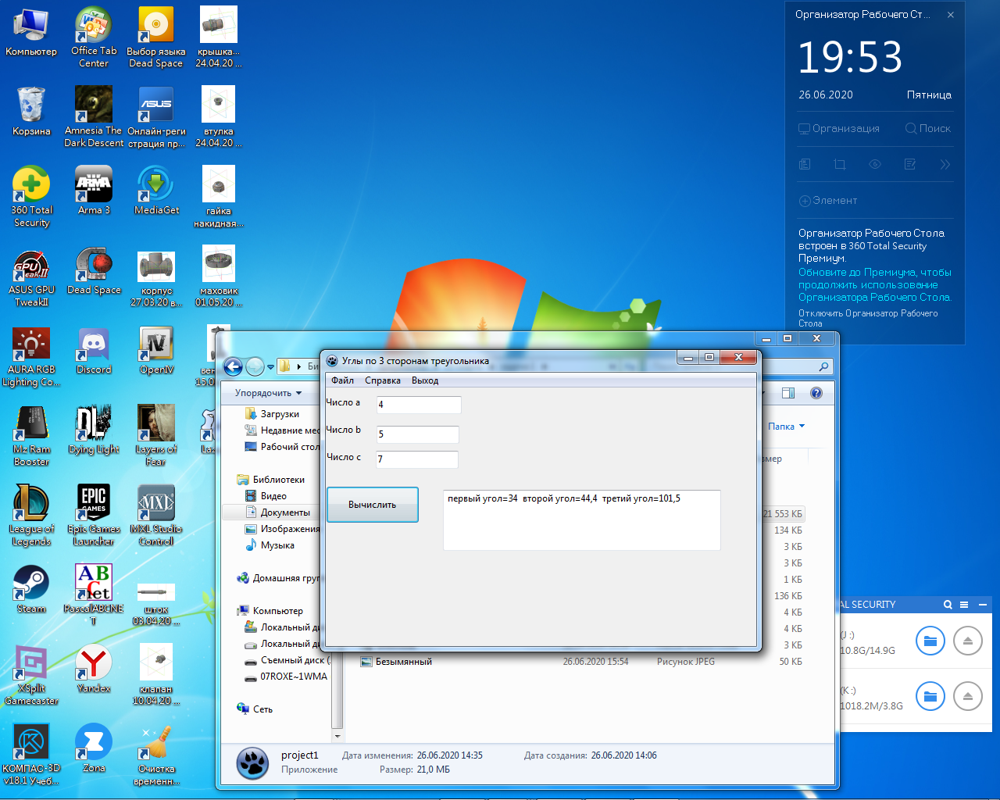 Компьютер
Office Tab
Center
Выбор языка
Dead Space
крышка...
24.04.20 ...
Корзина
Amnesia The
Dark Descent
Онлайн-реги
страция пр...
втулка
24.04.20 ...
360 Total
Security
Arma 3
MediaGet
гайка
накидная...
ASUS GPU
TweakII
Dead Space
корпус
27.03.20 в...
маховик
01.05.20 ...
AURA RGB
Lighting Co...
Discord
OpenIV
Mz Ram
Booster
Dying Light
Layers of
Fear
League of
Legends
Epic Games
Launcher
MXL Studio
Control
Steam
PascalABCNE
T
шток
03.04.20 ...
XSplit
Gamecaster
Yandex
клапан
10.04.20 ...
КОМПАС-3D
v18.1 Учеб...
Zona
Очистка
временн...
Организатор Рабочего Ст...
19:53
26.06.2020 Пятница
Организация Поиск
Элемент
Организатор Рабочего Стола
встроен в 360 Total Security
Премиум.
Обновите до Премиума, чтобы
продолжить использование
Организатора Рабочего Стола.
Отключить Организатор Рабочего
Стола
Углы по 3 сторонам треугольника
Файл Справка Выход
Число a 4
Число b 5
Число c 7
Вычислить
первый угол=34 второй угол=44,4 третий угол=101,5
Упорядочить
Загрузки
Недавние мес
Рабочий стол
Библиотеки
Видео
Документы
Изображения
Музыка
Домашняя груп
Компьютер
Локальный ди
Локальный ди
Съемный диск (
07ROXE~1WMA
Сеть
Папка
змер
21 553 КБ
134 КБ
3 КБ
3 КБ
1 КБ
136 КБ
4 КБ
4 КБ
3 КБ
Безымянный 26.06.2020 15:54 Рисунок JPEG 50 КБ
project1 Дата изменения: 26.06.2020 14:35 Дата создания: 26.06.2020 14:06
Приложение Размер: 21,0 МБ
AL SECURITY
(J :)
10.8G/14.9G
(K :)
1018.2M/3.8G